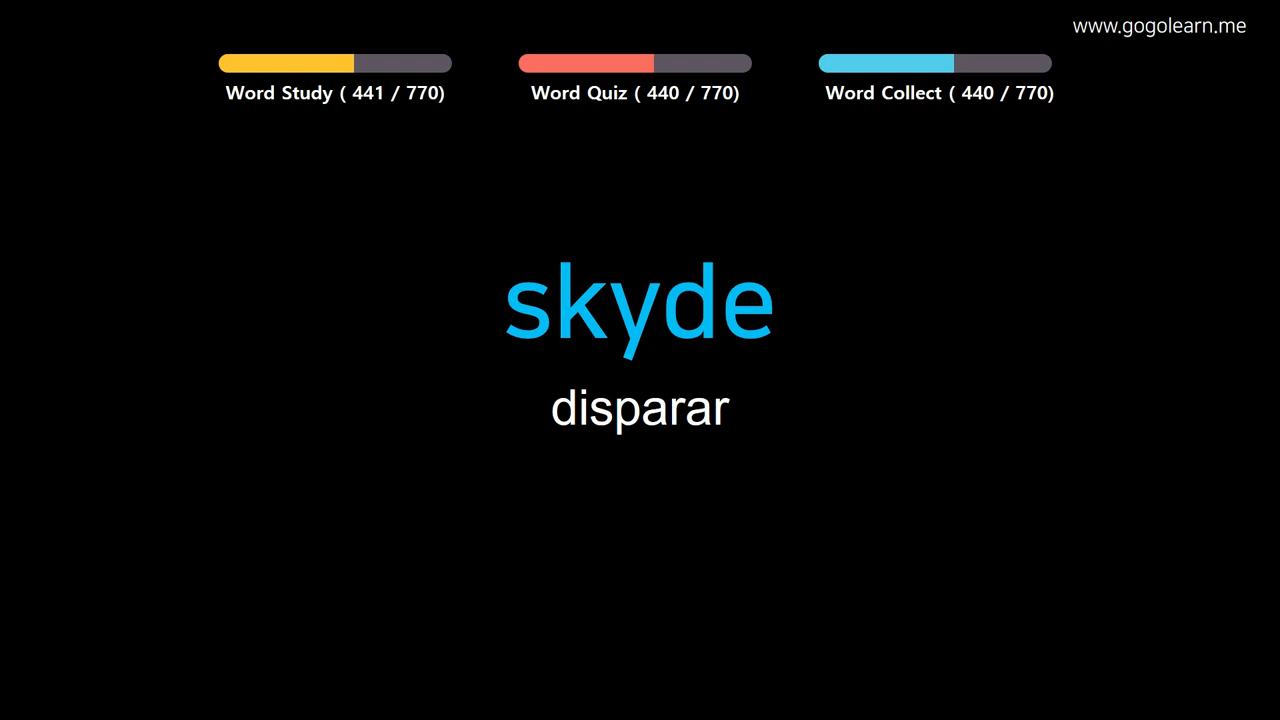 www.gogolearn.me
Word Study ( 441 / 770)
Word Quiz ( 440 / 770)
Word Collect ( 440 / 770)
skyde
disparar